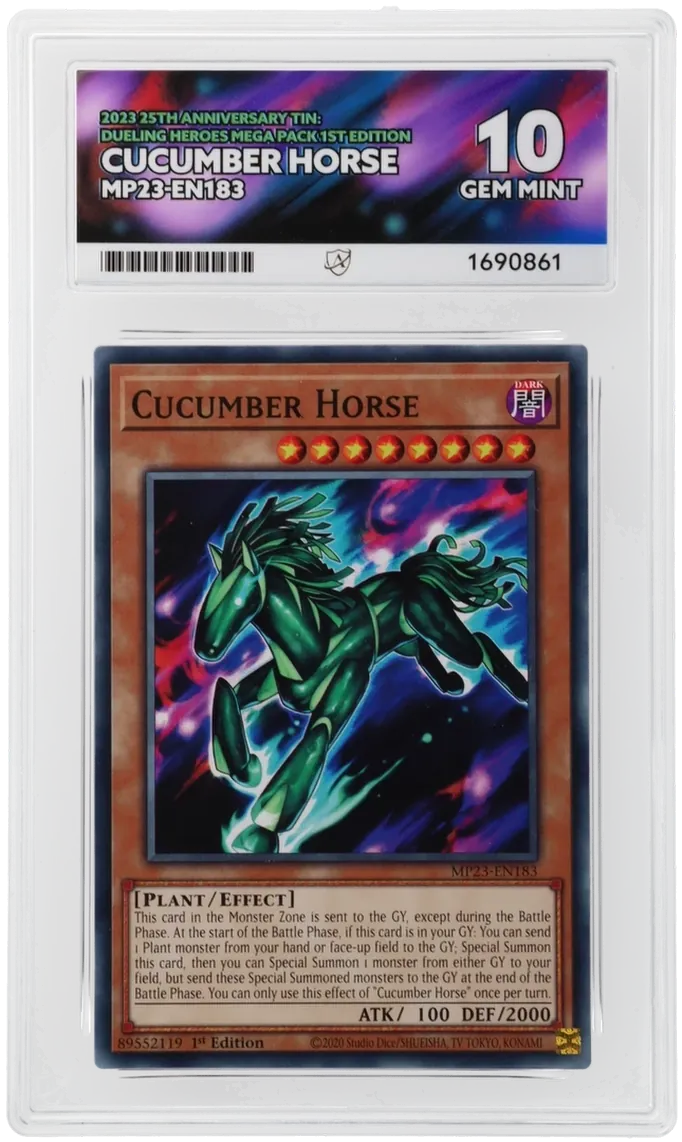 2023 25TH ANNIVERSARY TIN:
DUELING HEROES MEGA PACK 1ST EDITION
CUCUMBER HORSE
MP23-EN183
10
GEM MINT
1690861
CUCUMBER HORSE
DARK
闇
MP23-EN183
[PLANT/EFFECT]
This card in the Monster Zone is sent to the GY, except during the Battle
Phase. At the start of the Battle Phase, if this card is in your GY: You can send
1 Plant monster from your hand or face-up field to the GY; Special Summon
this card, then you can Special Summon 1 monster from either GY to your
field, but send these Special Summoned monsters to the GY at the end of the
Battle Phase. You can only use this effect of "Cucumber Horse" once per turn.
ATK/ 100 DEF/2000
89552119 1st Edition ©2020 Studio Dice/SHUEISHA, TV TOKYO, KONAMI